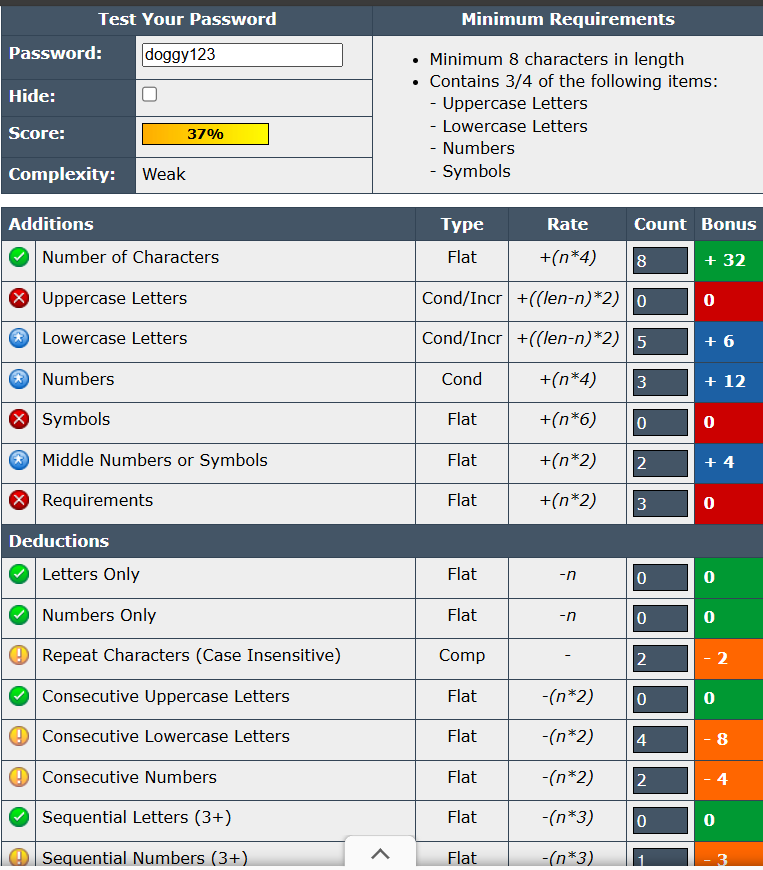 Test Your Password Minimum Requirements
Password: doggy123
Hide:
Score: 37%
Complexity: Weak
• Minimum 8 characters in length
• Contains 3/4 of the following items:
- Uppercase Letters
- Lowercase Letters
- Numbers
- Symbols
Additions Type Rate Count Bonus
Number of Characters Flat +(n*4) 8 + 32
Uppercase Letters Cond/Incr +((len-n)*2) 0 0
Lowercase Letters Cond/Incr +((len-n)*2) 5 + 6
Numbers Cond +(n*4) 3 + 12
Symbols Flat +(n*6) 0 0
Middle Numbers or Symbols Flat +(n*2) 2 + 4
Requirements Flat +(n*2) 3 0
Deductions
Letters Only Flat -n 0 0
Numbers Only Flat -n 0 0
Repeat Characters (Case Insensitive) Comp - 2 - 2
Consecutive Uppercase Letters Flat -(n*2) 0 0
Consecutive Lowercase Letters Flat -(n*2) 4 - 8
Consecutive Numbers Flat -(n*2) 2 - 4
Sequential Letters (3+) Flat -(n*3) 0 0
Sequential Numbers (3+) Flat -(n*3) 1 - 3